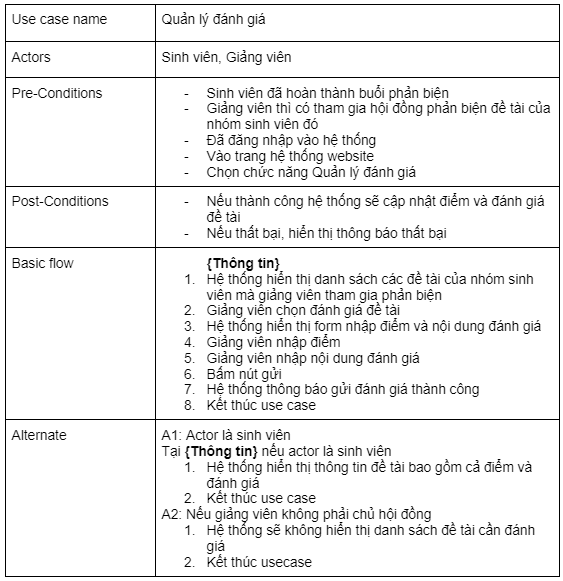 Use case name
Quản lý đánh giá
Actors
Sinh viên, Giảng viên
Pre-Conditions
- Sinh viên đã hoàn thành buổi phản biện
- Giảng viên thì có tham gia hội đồng phản biện đề tài của
nhóm sinh viên đó
- Đã đăng nhập vào hệ thống
- Vào trang hệ thống website
- Chọn chức năng Quản lý đánh giá
Post-Conditions
- Nếu thành công hệ thống sẽ cập nhật điểm và đánh giá
đề tài
- Nếu thất bại, hiển thị thông báo thất bại
Basic flow
{Thông tin}
1. Hệ thống hiển thị danh sách các đề tài của nhóm sinh
viên mà giảng viên tham gia phản biện
2. Giảng viên chọn đánh giá đề tài
3. Hệ thống hiển thị form nhập điểm và nội dung đánh giá
4. Giảng viên nhập điểm
5. Giảng viên nhập nội dung đánh giá
6. Bấm nút gửi
7. Hệ thống thông báo gửi đánh giá thành công
8. Kết thúc use case
Alternate
A1: Actor là sinh viên
Tại {Thông tin} nếu actor là sinh viên
1. Hệ thống hiển thị thông tin đề tài bao gồm cả điểm và
đánh giá
2. Kết thúc use case
A2: Nếu giảng viên không phải chủ hội đồng
1. Hệ thống sẽ không hiển thị danh sách đề tài cần đánh
giá
2. Kết thúc usecase